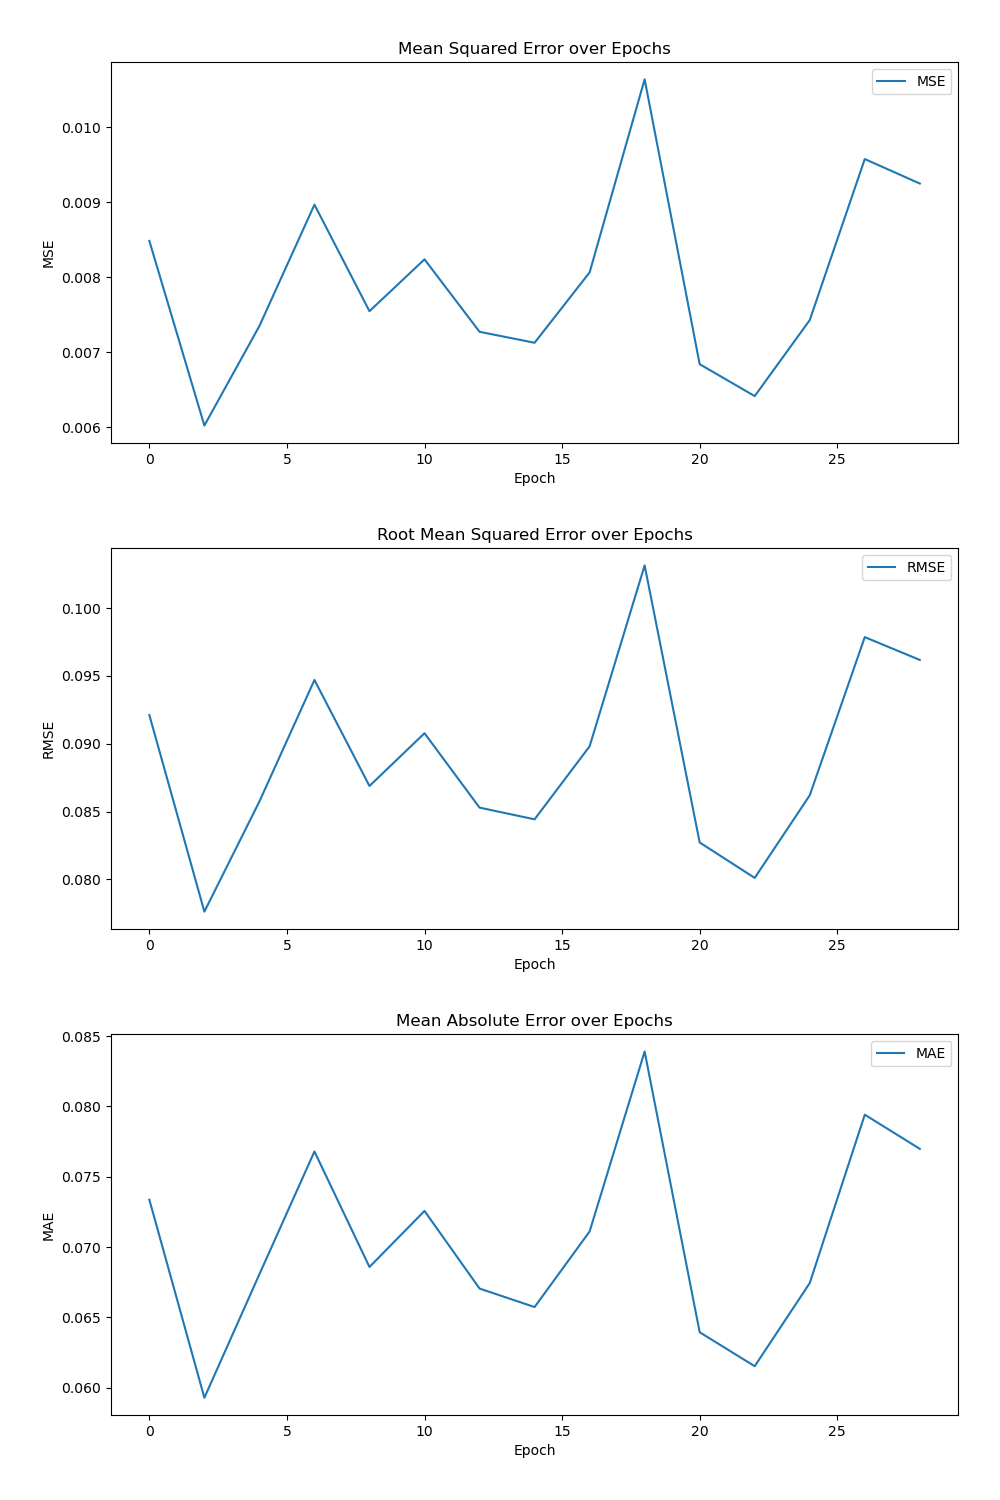 Mean Squared Error over Epochs
MSE
0.010
0.009
0.008
0.007
0.006
MSE
0 5 10 15 20 25
Epoch
Root Mean Squared Error over Epochs
RMSE
0.100
0.095
0.090
0.085
0.080
RMSE
0 5 10 15 20 25
Epoch
Mean Absolute Error over Epochs
MAE
0.085
0.080
0.075
0.070
0.065
0.060
MAE
0 5 10 15 20 25
Epoch